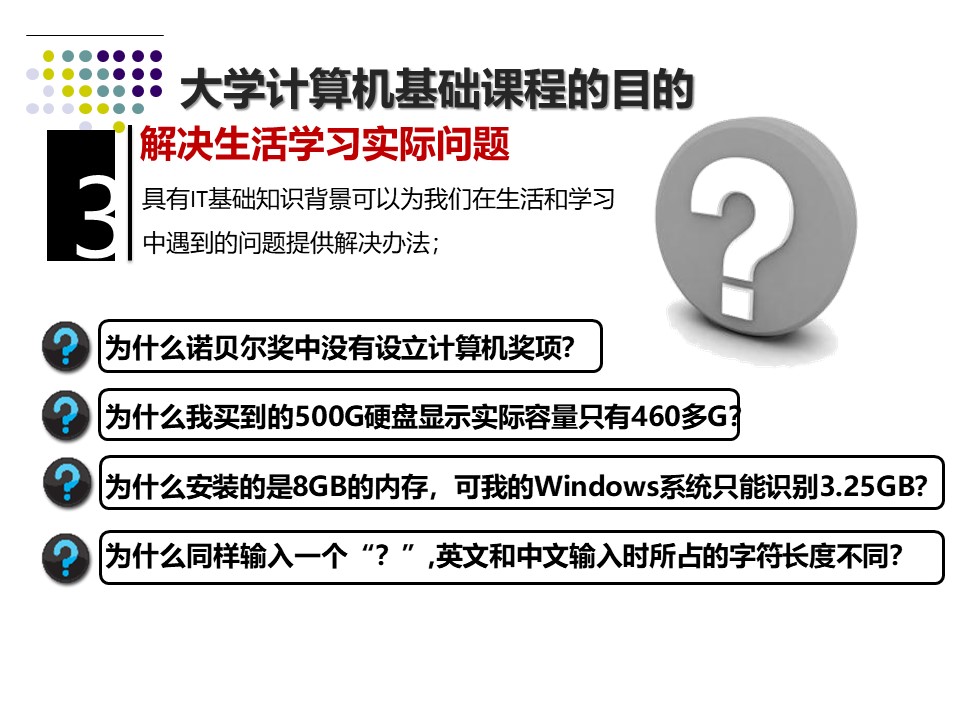 大学计算机基础课程的目的
3
解决生活学习实际问题
具有IT基础知识背景可以为我们在生活和学习
中遇到的问题提供解决办法；
为什么诺贝尔奖中没有设立计算机奖项？
为什么我买到的500G硬盘显示实际容量只有460多G？
为什么安装的是8GB的内存，可我的Windows系统只能识别3.25GB？
为什么同样输入一个“？”,英文和中文输入时所占的字符长度不同？